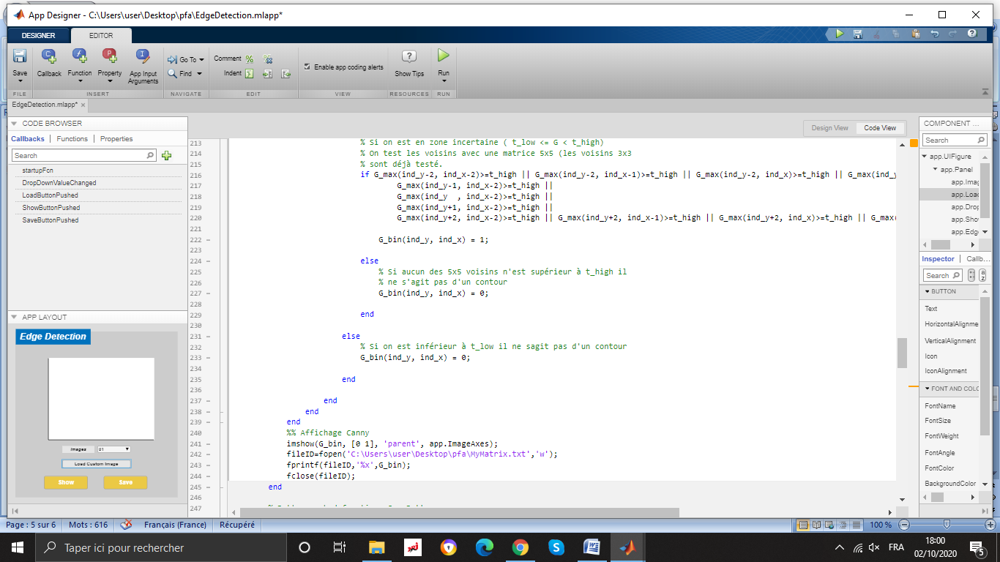 App Designer - C:\Users\user\Desktop\pfa\EdgeDetection.mlapp*
DESIGNER
EDITOR
Save
Callback
Function
Property
App Input
Arguments
Go To
Find
Comment
Indent
Enable app coding alerts
Show Tips
Run
FILE
INSERT
NAVIGATE
EDIT
VIEW
RESOURCES
RUN
EdgeDetection.mlapp*
CODE BROWSER
Callbacks
Functions
Properties
Search
startupFcn
DropDownValueChanged
LoadButtonPushed
ShowButtonPushed
SaveButtonPushed
APP LAYOUT
Edge Detection
Images
01
Load Custom Image
Show
Save
Design View
Code View
213 % Si on est en zone incertaine ( t_low <= G < t_high)
214 % On test les voisins avec une matrice 5x5 (les voisins 3x3
215 % sont déjà testé.
216 if G_max(ind_y-2, ind_x-2)>=t_high || G_max(ind_y-2, ind_x-1)>=t_high || G_max(ind_y-2, ind_x)>=t_high || G_max(ind_y
217 G_max(ind_y-1, ind_x-2)>=t_high ||
218 G_max(ind_y  , ind_x-2)>=t_high ||
219 G_max(ind_y+1, ind_x-2)>=t_high ||
220 G_max(ind_y+2, ind_x-2)>=t_high || G_max(ind_y+2, ind_x-1)>=t_high || G_max(ind_y+2, ind_x)>=t_high || G_max(
221
222 – G_bin(ind_y, ind_x) = 1;
223
224 – else
225 % Si aucun des 5x5 voisins n'est supérieur à t_high il
226 % ne s'agit pas d'un contour
227 – G_bin(ind_y, ind_x) = 0;
228
229 end
230
231 – else
232 % Si on est inférieur à t_low il ne sagit pas d'un contour
233 – G_bin(ind_y, ind_x) = 0;
234
235 end
236
237 – end
238 – end
239 – end
240 %% Affichage Canny
241 – imshow(G_bin, [0 1], 'parent', app.ImageAxes);
242 – fileID=fopen('C:\Users\user\Desktop\pfa\MyMatrix.txt','w');
243 – fprintf(fileID,'%x',G_bin);
244 – fclose(fileID);
245 – end
246
247
COMPONENT ...
Search
app.UIFigure
app.Panel
app.Imag
app.Load
app.Drop
app.Sho
app.Edg
Inspector
Callb...
Search
BUTTON
Text
HorizontalAlignme
VerticalAlignment
Icon
IconAlignment
FONT AND COLO
FontName
FontSize
FontWeight
FontAngle
FontColor
BackgroundColor
Page : 5 sur 6
Mots : 616
Français (France)
Récupéré
100 %
Taper ici pour rechercher
FRA
18:00
02/10/2020
5